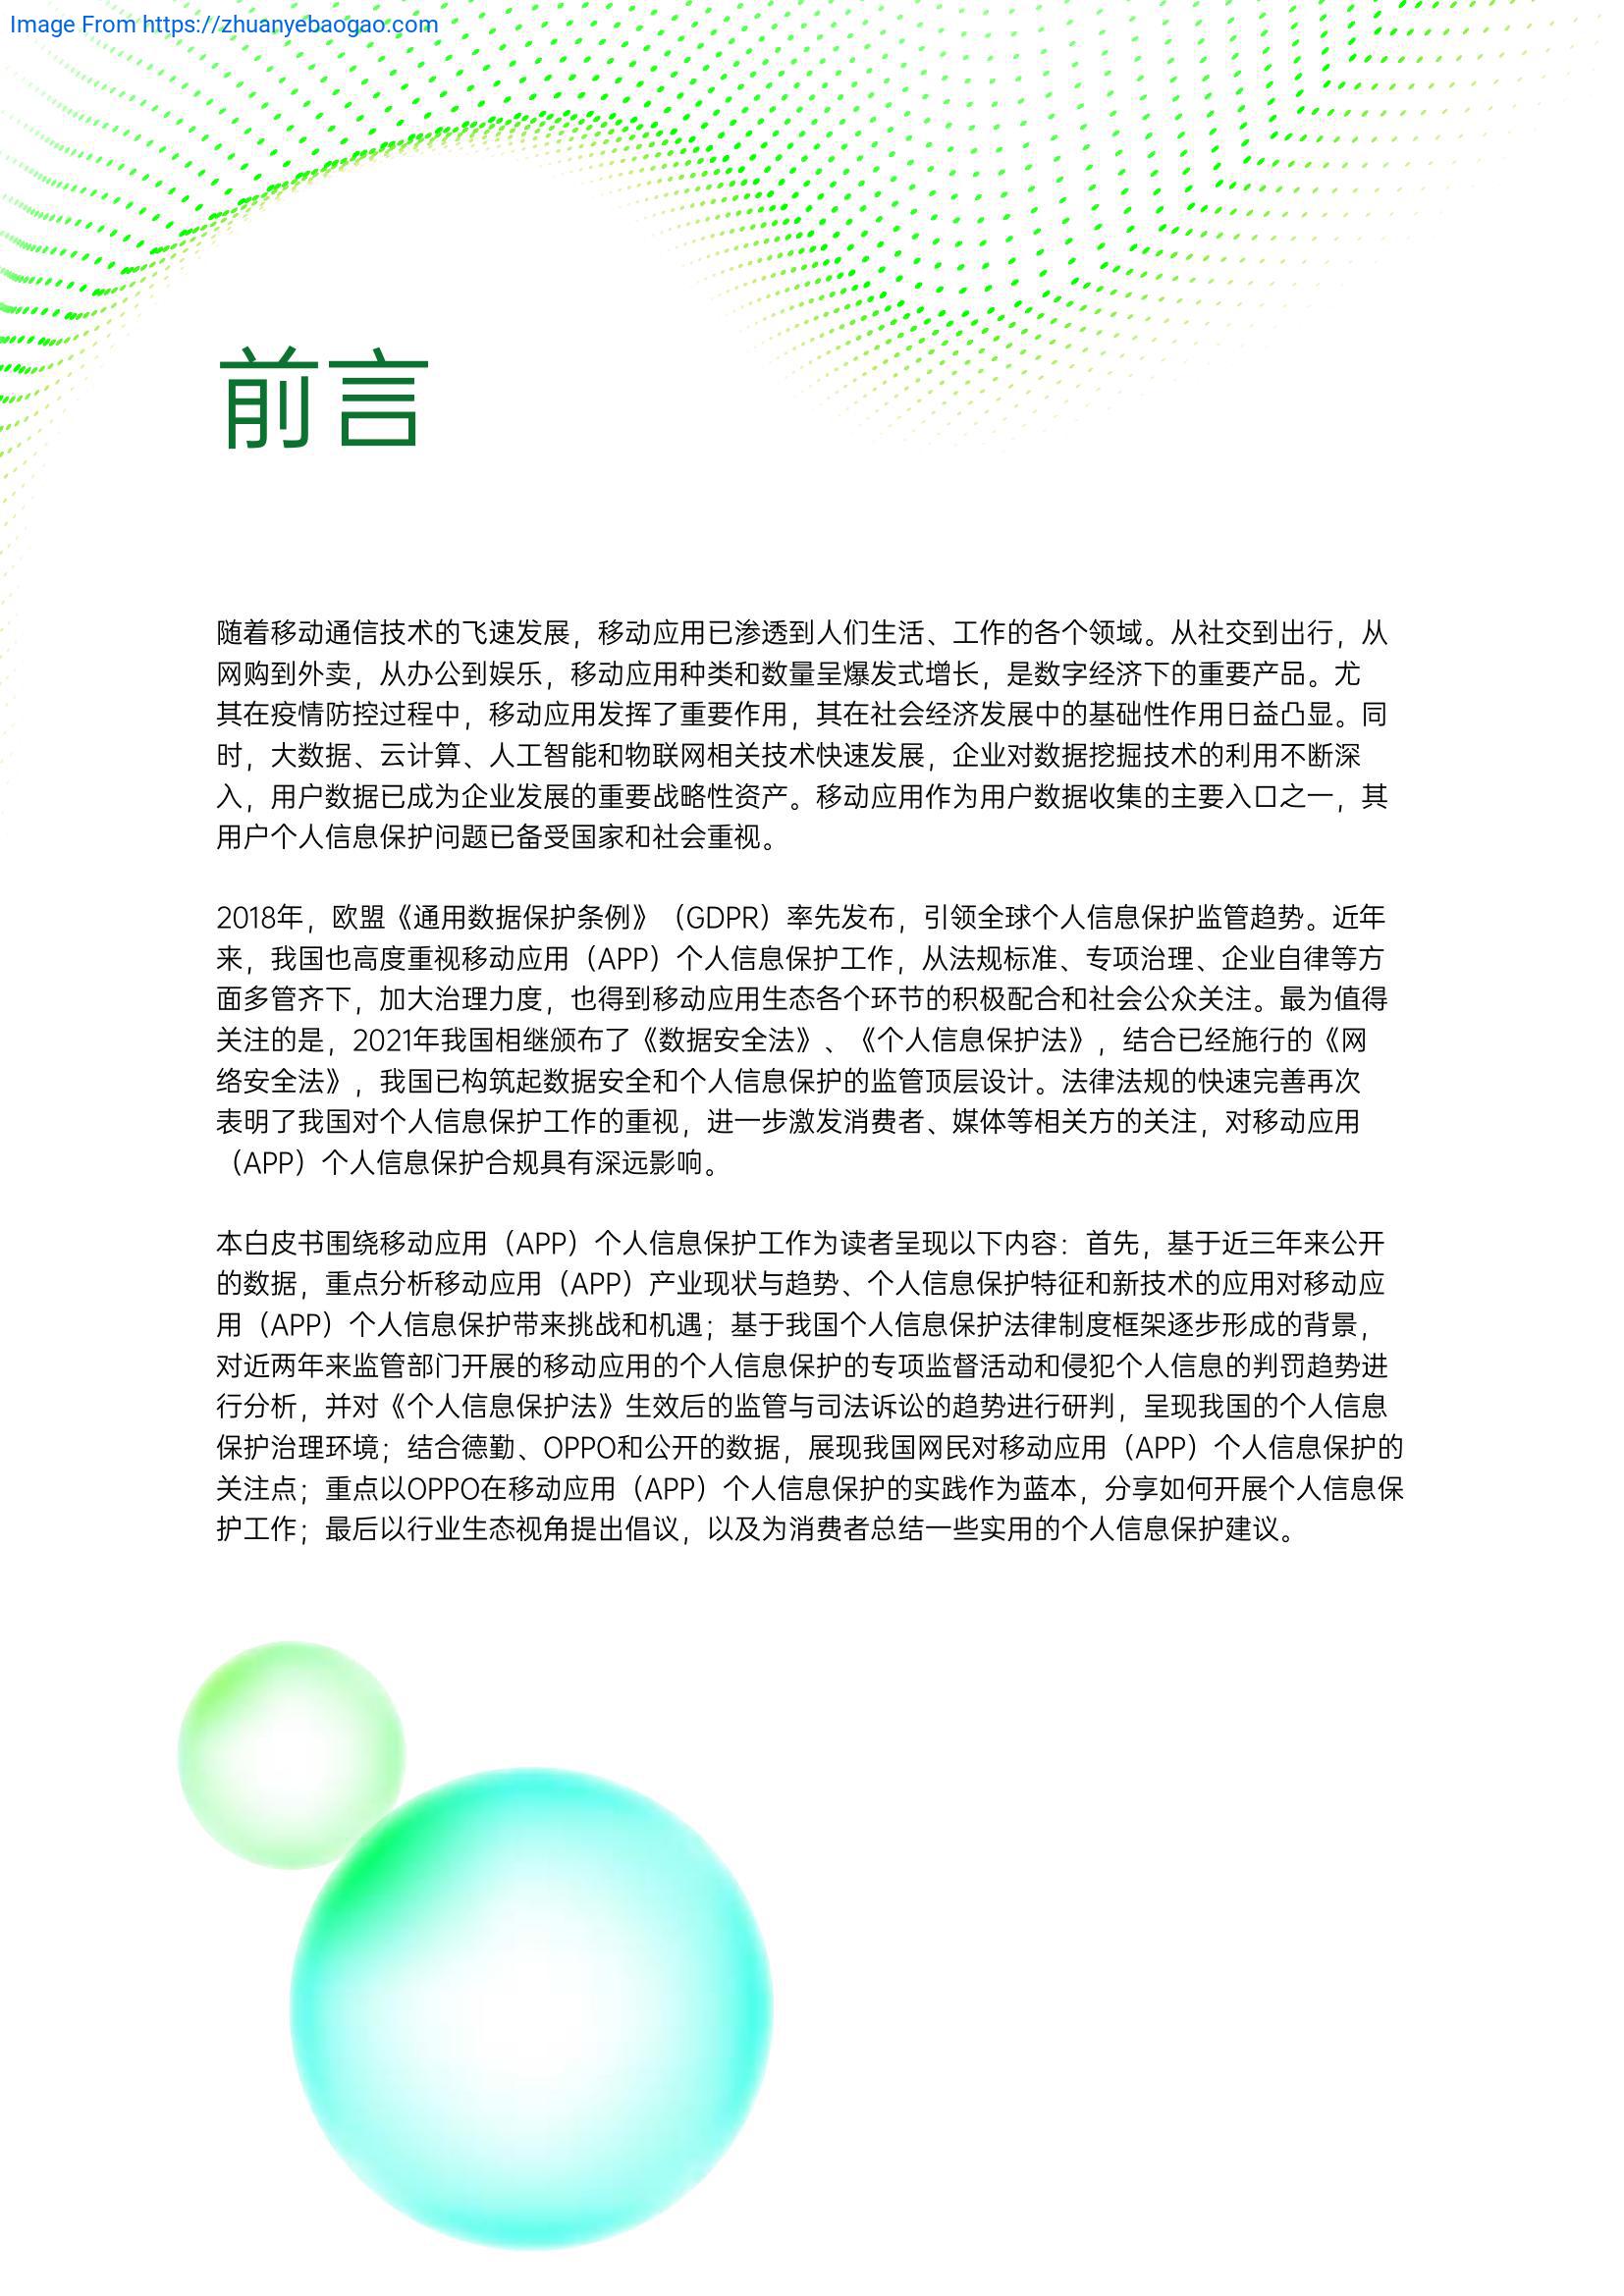 Image From https://zhuanyebaogao.com
前言
随着移动通信技术的飞速发展，移动应用已渗透到人们生活、工作的各个领域。从社交到出行，从
网购到外卖，从办公到娱乐，移动应用种类和数量呈爆发式增长，是数字经济下的重要产品。尤
其在疫情防控过程中，移动应用发挥了重要作用，其在社会经济发展中的基础性作用日益凸显。同
时，大数据、云计算、人工智能和物联网相关技术快速发展，企业对数据挖掘技术的利用不断深
入，用户数据已成为企业发展的重要战略性资产。移动应用作为用户数据收集的主要入口之一，其
用户个人信息保护问题已备受国家和社会重视。
2018年，欧盟《通用数据保护条例》（GDPR）率先发布，引领全球个人信息保护监管趋势。近年
来，我国也高度重视移动应用（APP）个人信息保护工作，从法规标准、专项治理、企业自律等方
面多管齐下，加大治理力度，也得到移动应用生态各个环节的积极配合和社会公众关注。最为值得
关注的是，2021年我国相继颁布了《数据安全法》、《个人信息保护法》，结合已经施行的《网
络安全法》，我国已构筑起数据安全和个人信息保护的监管顶层设计。法律法规的快速完善再次
表明了我国对个人信息保护工作的重视，进一步激发消费者、媒体等相关方的关注，对移动应用
（APP）个人信息保护合规具有深远影响。
本白皮书围绕移动应用（APP）个人信息保护工作为读者呈现以下内容：首先，基于近三年来公开
的数据，重点分析移动应用（APP）产业现状与趋势、个人信息保护特征和新技术的应用对移动应
用（APP）个人信息保护带来挑战和机遇；基于我国个人信息保护法律制度框架逐步形成的背景，
对近两年来监管部门开展的移动应用的个人信息保护的专项监督活动和侵犯个人信息的判罚趋势进
行分析，并对《个人信息保护法》生效后的监管与司法诉讼的趋势进行研判，呈现我国的个人信息
保护治理环境；结合德勤、OPPO和公开的数据，展现我国网民对移动应用（APP）个人信息保护的
关注点；重点以OPPO在移动应用（APP）个人信息保护的实践作为蓝本，分享如何开展个人信息保
护工作；最后以行业生态视角提出倡议，以及为消费者总结一些实用的个人信息保护建议。